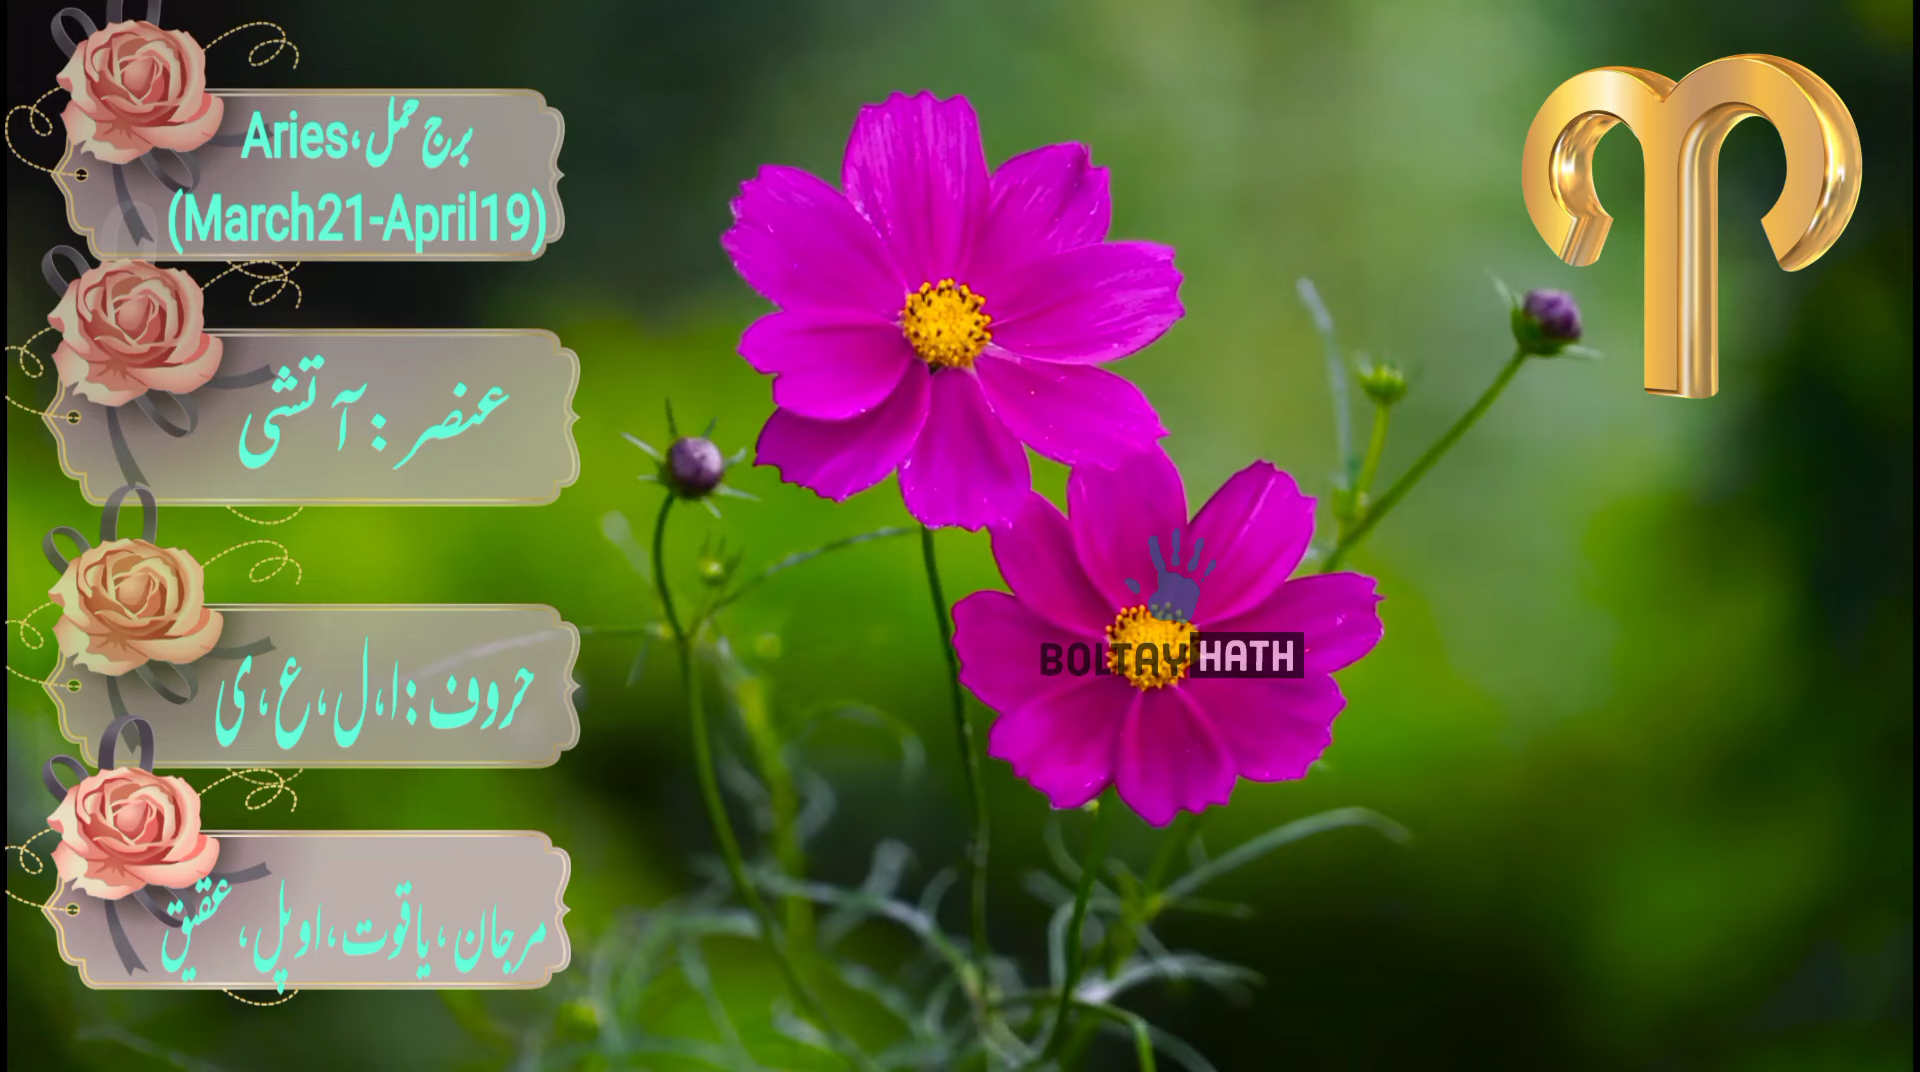 برج حمل،Aries
(March21-April19)
عنصر : آتشی
حروف :ا،ل،ع،ی
مرجان،یاقوت،اوپل، عقیق
BOLTAY HATH